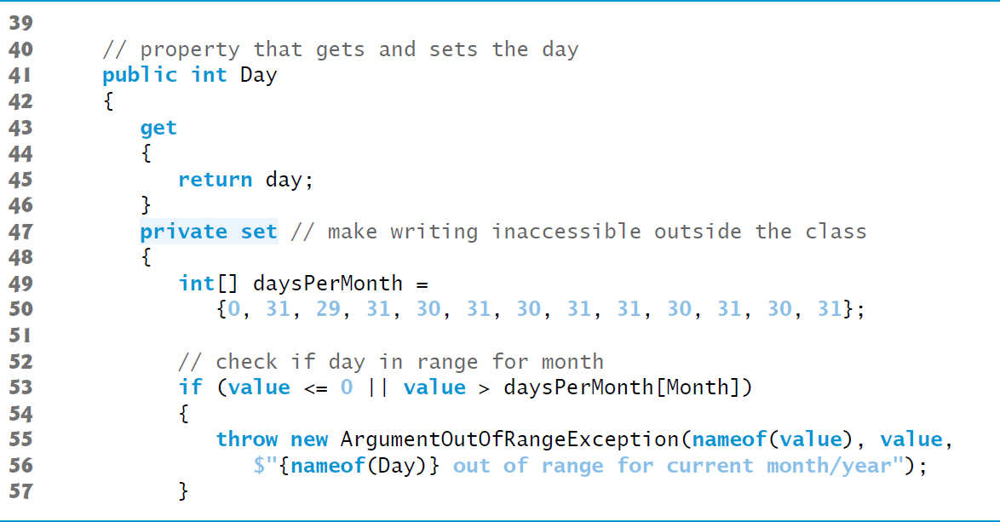 39
40 // property that gets and sets the day
41 public int Day
42 {
43 get
44 {
45 return day;
46 }
47 private set // make writing inaccessible outside the class
48 {
49 int[] daysPerMonth =
50 {0, 31, 29, 31, 30, 31, 30, 31, 31, 30, 31, 30, 31};
51
52 // check if day in range for month
53 if (value <= 0 || value > daysPerMonth[Month])
54 {
55 throw new ArgumentOutOfRangeException(nameof(value), value,
56 $"{nameof(Day)} out of range for current month/year");
57 }